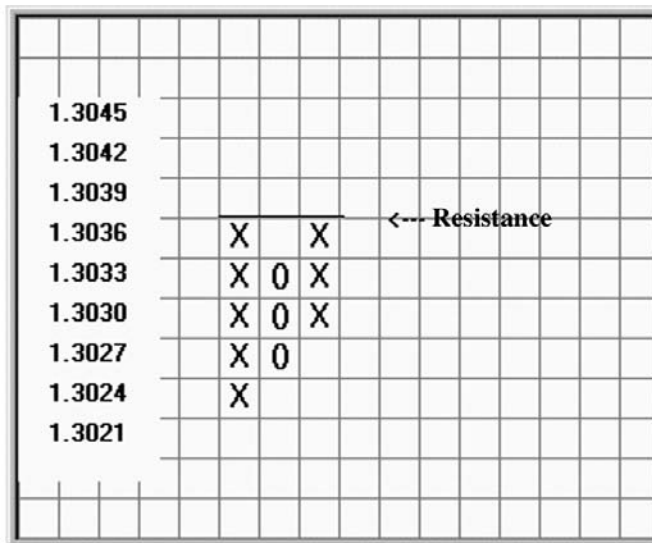 1.3045
1.3042
1.3039
<--- Resistance
1.3036 X X
1.3033 X 0 X
1.3030 X 0 X
1.3027 X 0
1.3024 X
1.3021